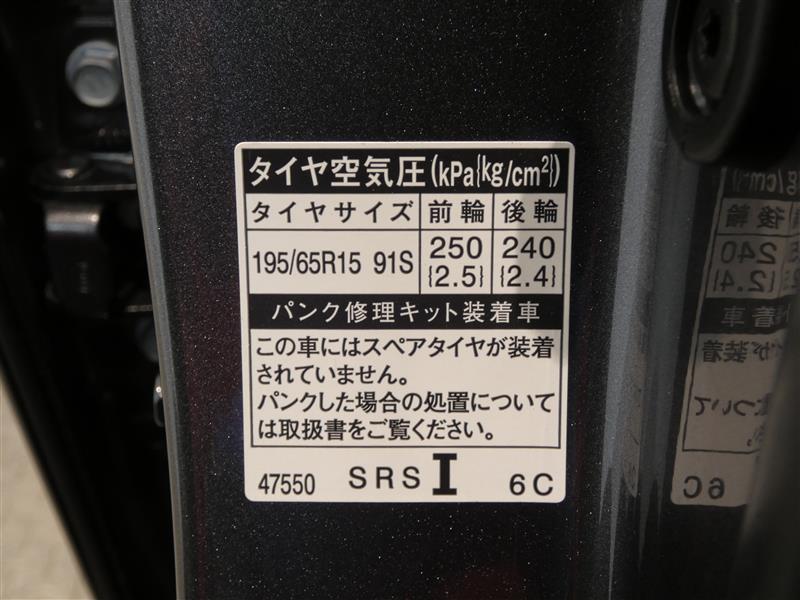 タイヤ空気圧(kPa{kg/cm²})
タイヤサイズ 前輪 後輪
195/65R15 91S 250 {2.5} 240 {2.4}
パンク修理キット装着車
この車にはスペアタイヤが装着
されていません。
パンクした場合の処置について
は取扱書をご覧ください。
47550 SRS I 6C